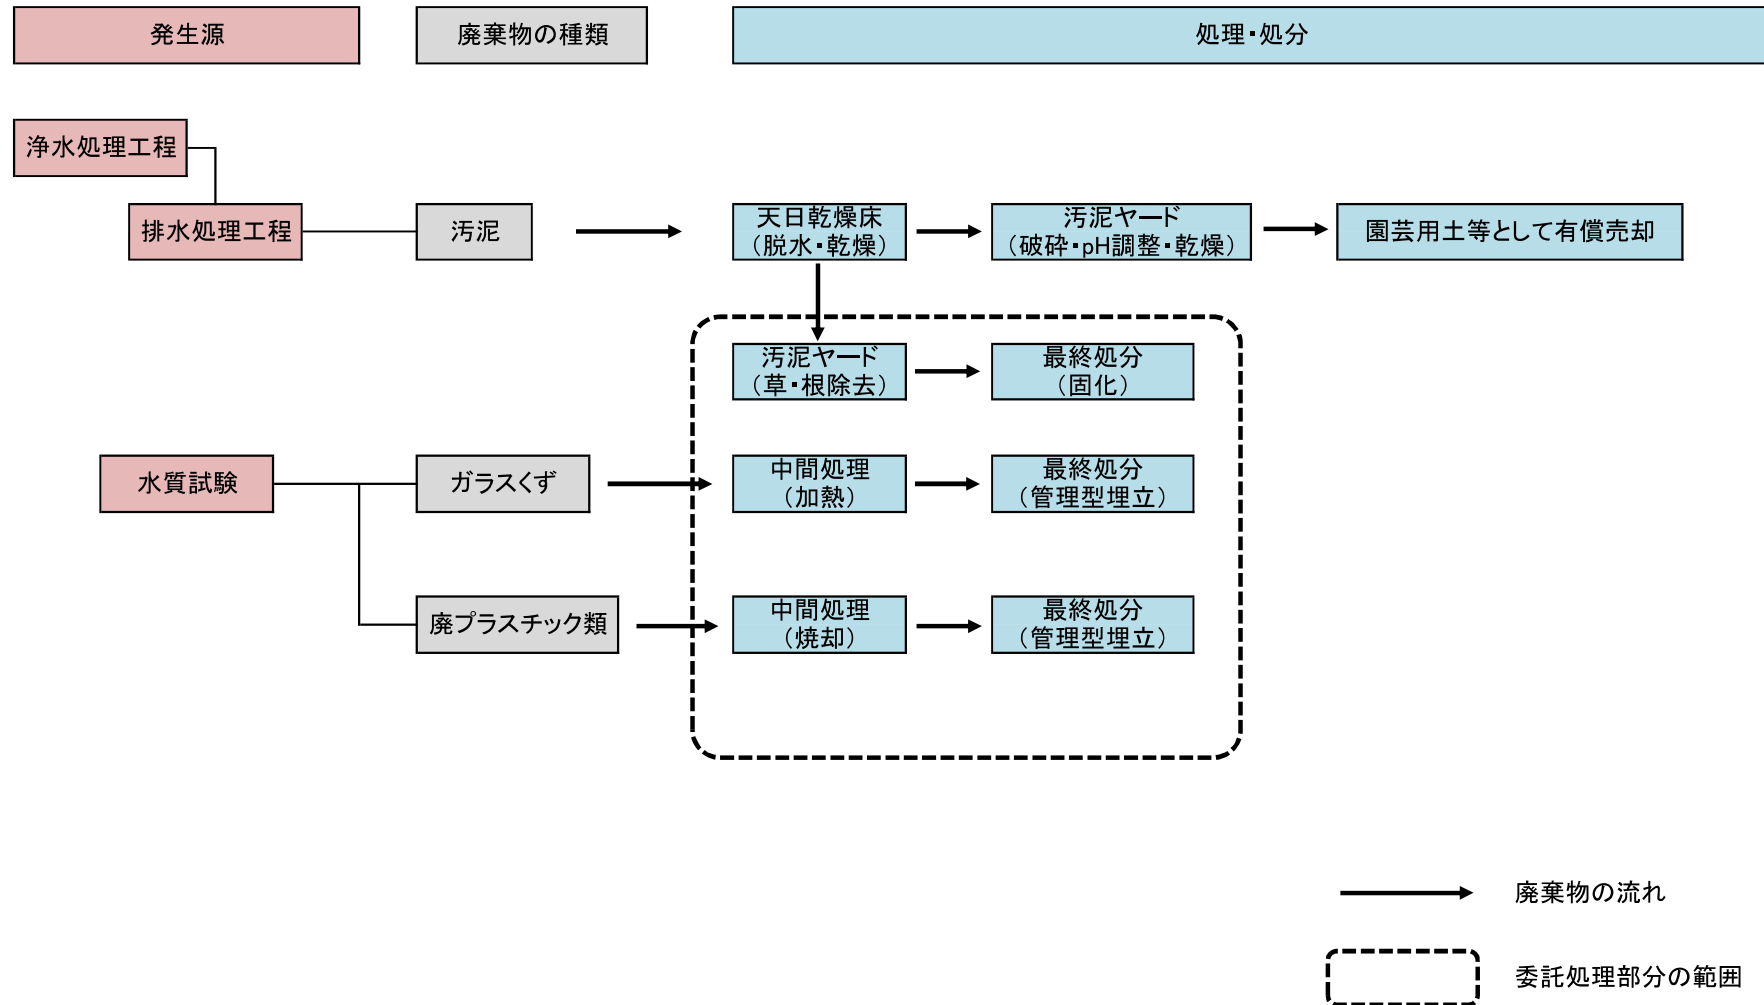 発生源
廃棄物の種類
処理・処分
浄水処理工程
排水処理工程
汚泥
天日乾燥床
（脱水・乾燥）
汚泥ヤード
（破砕・pH調整・乾燥）
園芸用土等として有償売却
汚泥ヤード
（草・根除去）
最終処分
（固化）
水質試験
ガラスくず
中間処理
（加熱）
最終処分
（管理型埋立）
廃プラスチック類
中間処理
（焼却）
最終処分
（管理型埋立）
廃棄物の流れ
委託処理部分の範囲